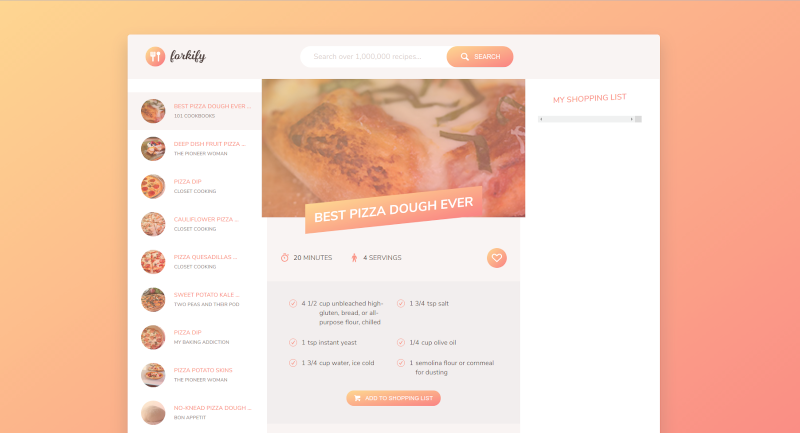 forkify
Search over 1,000,000 recipes...
SEARCH
BEST PIZZA DOUGH EVER ...
101 COOKBOOKS
DEEP DISH FRUIT PIZZA ...
THE PIONEER WOMAN
PIZZA DIP
CLOSET COOKING
CAULIFLOWER PIZZA ...
CLOSET COOKING
PIZZA QUESADILLAS ...
CLOSET COOKING
SWEET POTATO KALE ...
TWO PEAS AND THEIR POD
PIZZA DIP
MY BAKING ADDICTION
PIZZA POTATO SKINS
THE PIONEER WOMAN
NO-KNEAD PIZZA DOUGH ...
BON APPETIT
BEST PIZZA DOUGH EVER
20 MINUTES
4 SERVINGS
4 1/2 cup unbleached high-
gluten, bread, or all-
purpose flour, chilled
1 3/4 tsp salt
1 tsp instant yeast
1/4 cup olive oil
1 3/4 cup water, ice cold
1 semolina flour or cornmeal
for dusting
ADD TO SHOPPING LIST
MY SHOPPING LIST